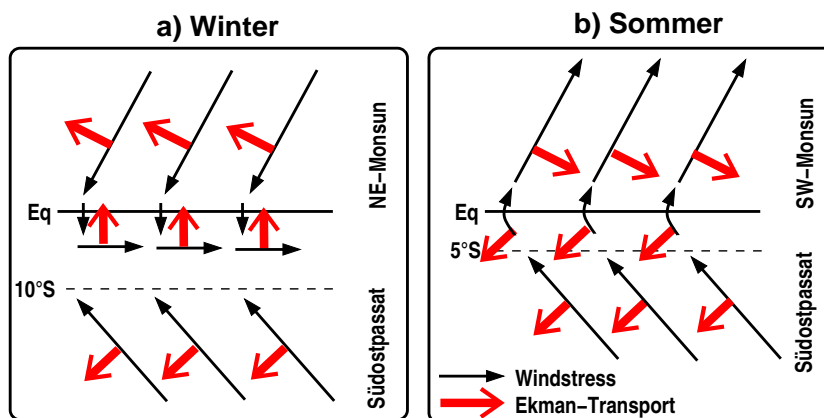 a) Winter
NE–Monsun
Eq
10°S
Südostpassat
b) Sommer
SW–Monsun
Eq
5°S
Südostpassat
Windstress
Ekman–Transport